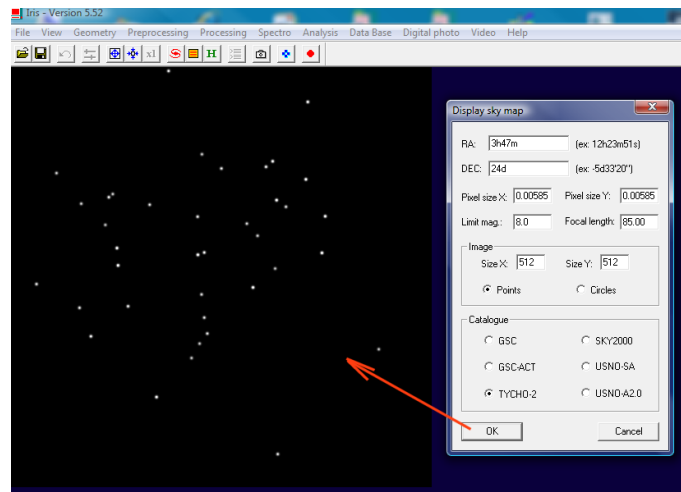 Iris - Version 5.52
File View Geometry Preprocessing Processing Spectro Analysis Data Base Digital photo Video Help
x1 S H
Display sky map
RA: 3h47m (ex: 12h23m51s)
DEC: 24d (ex: -5d33'20")
Pixel size X: 0.00585 Pixel size Y: 0.00585
Limit mag.: 8.0 Focal length: 85.00
Image
Size X: 512 Size Y: 512
Points Circles
Catalogue
GSC SKY2000
GSC-ACT USNO-SA
TYCHO-2 USNO-A2.0
OK Cancel